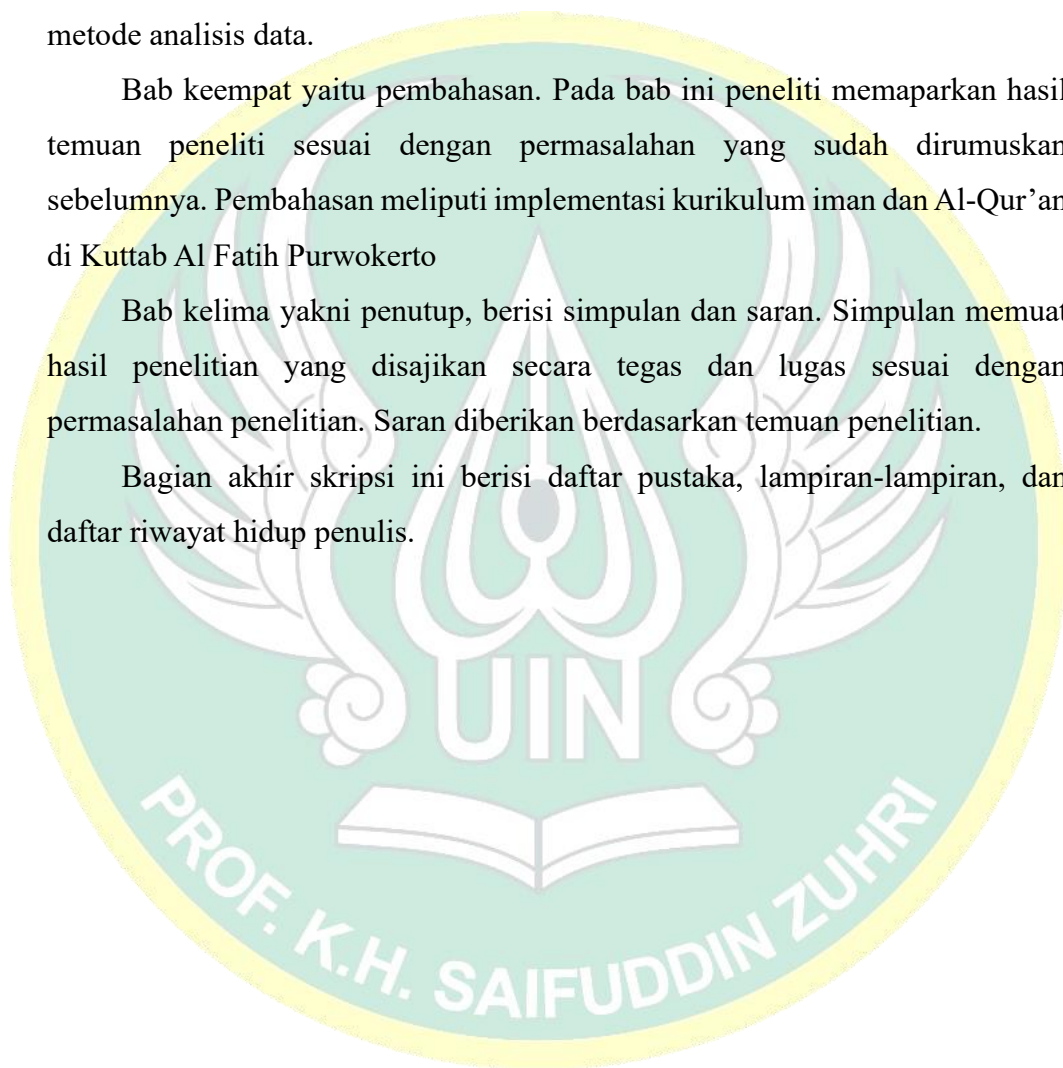 metode analisis data.
Bab keempat yaitu pembahasan. Pada bab ini peneliti memaparkan hasil
temuan peneliti sesuai dengan permasalahan yang sudah dirumuskan
sebelumnya. Pembahasan meliputi implementasi kurikulum iman dan Al-Qur’an
di Kuttab Al Fatih Purwokerto
Bab kelima yakni penutup, berisi simpulan dan saran. Simpulan memuat
hasil penelitian yang disajikan secara tegas dan lugas sesuai dengan
permasalahan penelitian. Saran diberikan berdasarkan temuan penelitian.
Bagian akhir skripsi ini berisi daftar pustaka, lampiran-lampiran, dan
daftar riwayat hidup penulis.
UIN
PROF. K.H. SAIFUDDIN ZUHRI